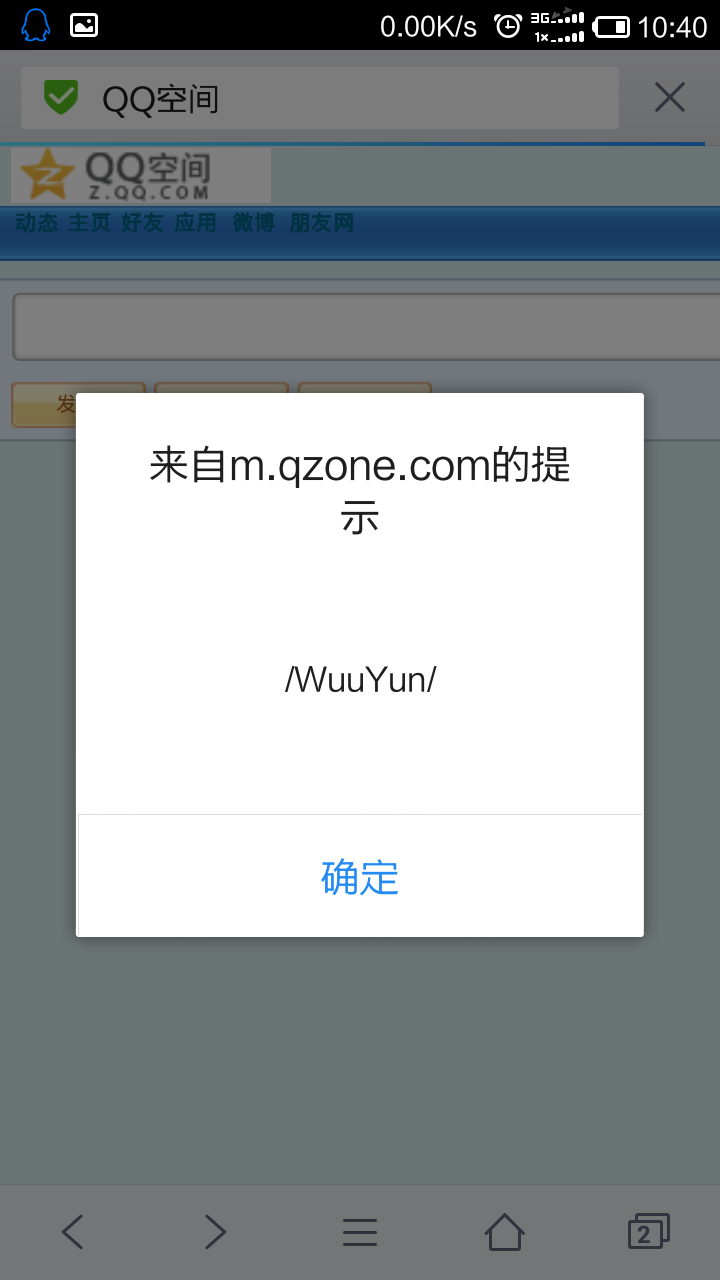 0.00K/s 3G 1x 10:40
QQ空间
QQ空间
Z.QQ.COM
动态 主页 好友 应用 微博 朋友网
发
来自m.qzone.com的提
示
/WuuYun/
确定
2